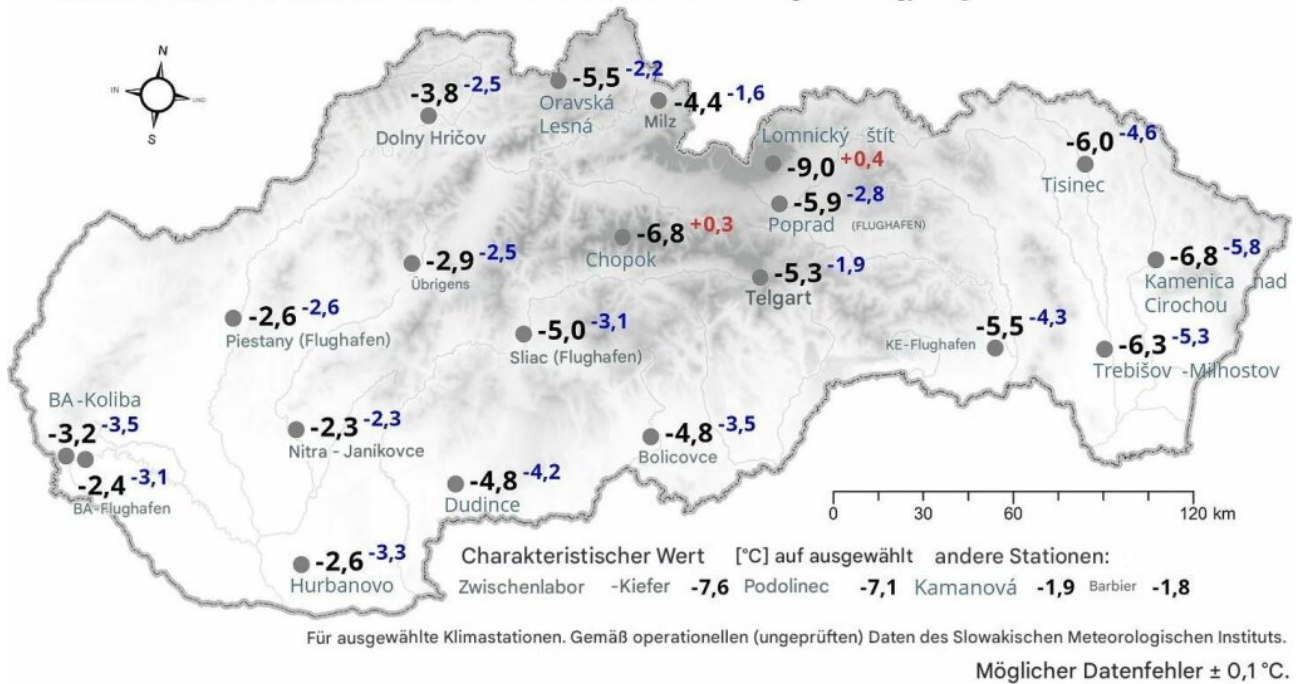 N
IN
S
-3,8 -2,5
Dolny Hričov
-5,5 -2,2
Oravská
Lesná
-4,4 -1,6
Milz
Lomnický štít
-9,0 +0,4
-5,9 -2,8
Poprad (FLUGHAFEN)
-6,0 -4,6
Tisinec
-6,8 +0,3
Chopok
-2,9 -2,5
Übrigens
-5,3 -1,9
Telgart
-6,8 -5,8
Kamenica nad
Cirochou
-2,6 -2,6
Piestany (Flughafen)
-5,0 -3,1
Sliac (Flughafen)
-5,5 -4,3
KE-Flughafen
-6,3 -5,3
Trebišov -Milhostov
BA-Koliba
-3,2 -3,5
-2,4 -3,1
BA-Flughafen
-2,3 -2,3
Nitra - Janíkovce
-4,8 -3,5
Bolicovce
-4,8 -4,2
Dudince
-2,6 -3,3
Hurbanovo
0 30 60 120 km
Charakteristischer Wert [°C] auf ausgewählt andere Stationen:
Zwischenlabor -Kiefer -7,6 Podolinec -7,1 Kamanová -1,9 Barbier -1,8
Für ausgewählte Klimastationen. Gemäß operationellen (ungeprüften) Daten des Slowakischen Meteorologischen Instituts.
Möglicher Datenfehler ± 0,1 °C.